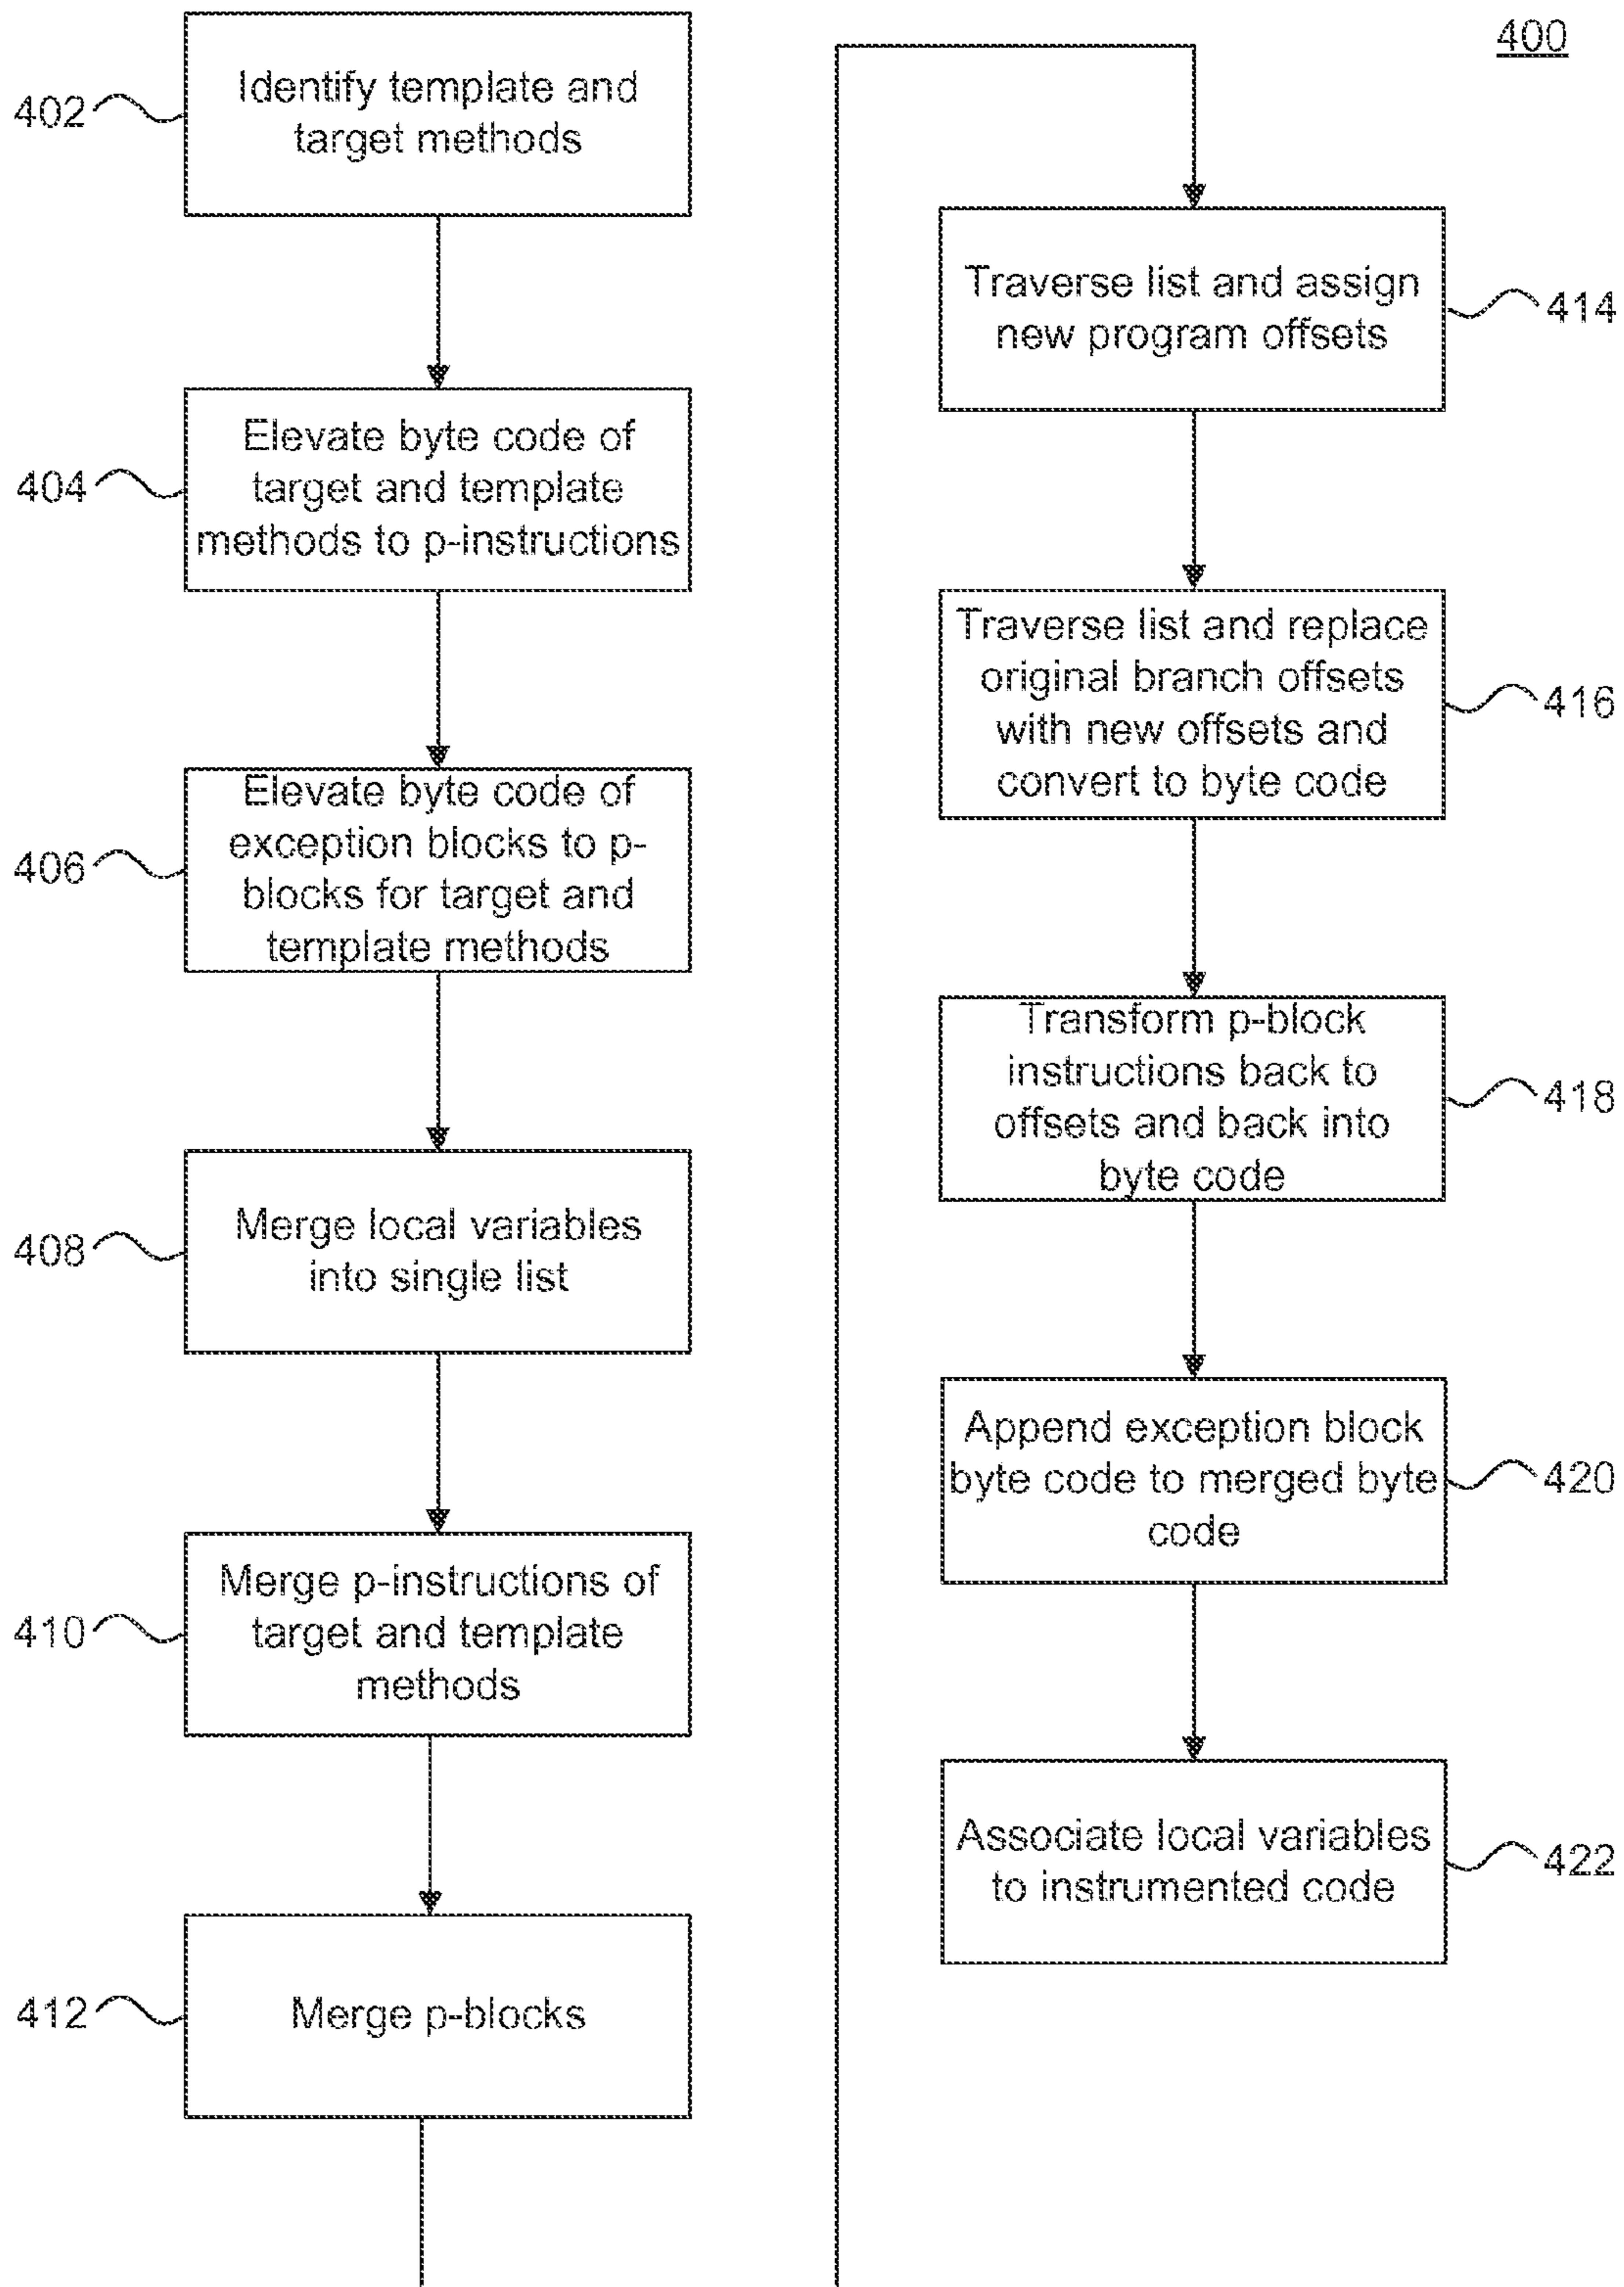 400
402
Identify template and
target methods
404
Elevate byte code of
target and template
methods to p-instructions
406
Elevate byte code of
exception blocks to p-
blocks for target and
template methods
408
Merge local variables
into single list
410
Merge p-instructions of
target and template
methods
412
Merge p-blocks
Traverse list and assign
new program offsets
414
Traverse list and replace
original branch offsets
with new offsets and
convert to byte code
416
Transform p-block
instructions back to
offsets and back into
byte code
418
Append exception block
byte code to merged byte
code
420
Associate local variables
to instrumented code
422